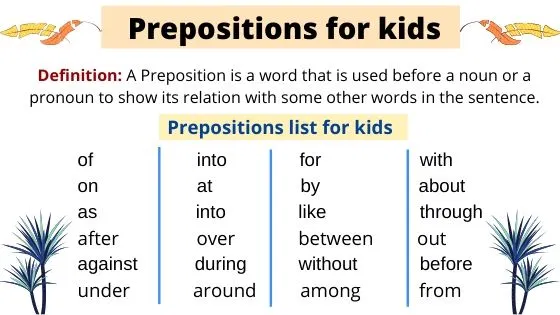 Prepositions for kids
Definition: A Preposition is a word that is used before a noun or a
pronoun to show its relation with some other words in the sentence.
Prepositions list for kids
of into for with
on at by about
as into like through
after over between out
against during without before
under around among from